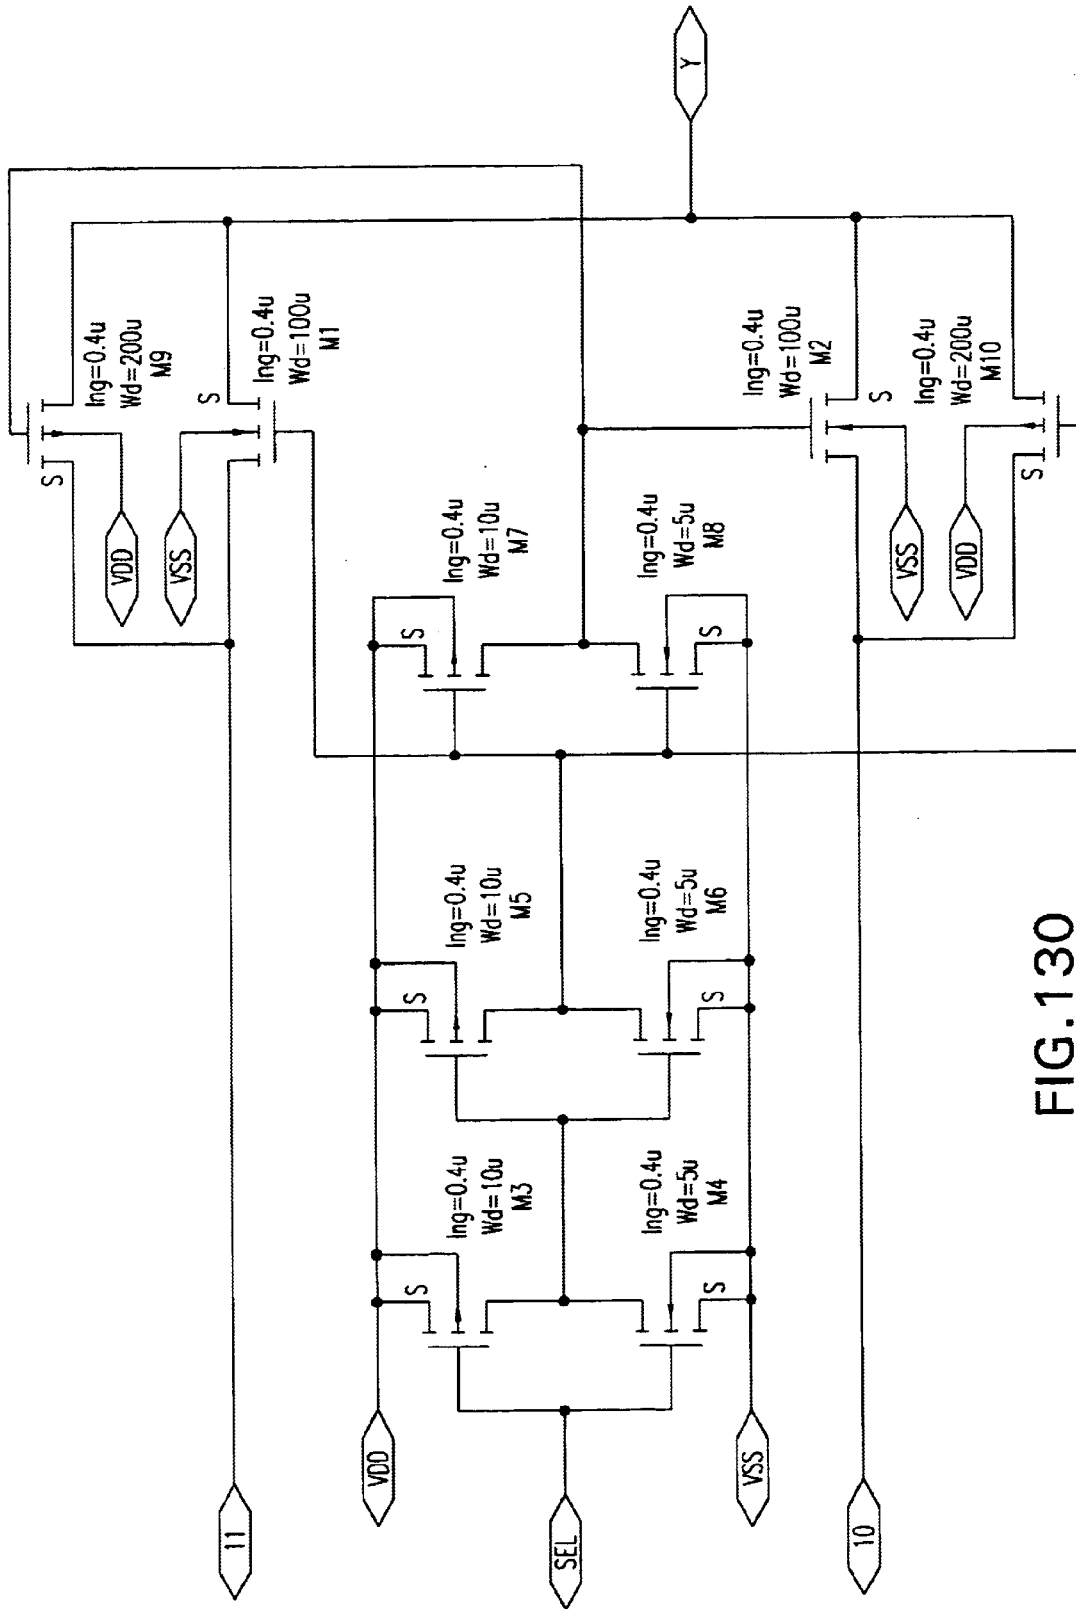 S
lng=0.4u
Wd=200u
M9
VDD
VSS
S
11
lng=0.4u
Wd=100u
M1
VDD
S
lng=0.4u
Wd=10u
M3
S
lng=0.4u
Wd=10u
M5
S
lng=0.4u
Wd=10u
M7
SEL
lng=0.4u
Wd=5u
M4
S
lng=0.4u
Wd=5u
M6
S
lng=0.4u
Wd=5u
M8
S
Y
VSS
lng=0.4u
Wd=100u
M2
10
S
VSS
lng=0.4u
Wd=200u
M10
VDD
S
FIG.130